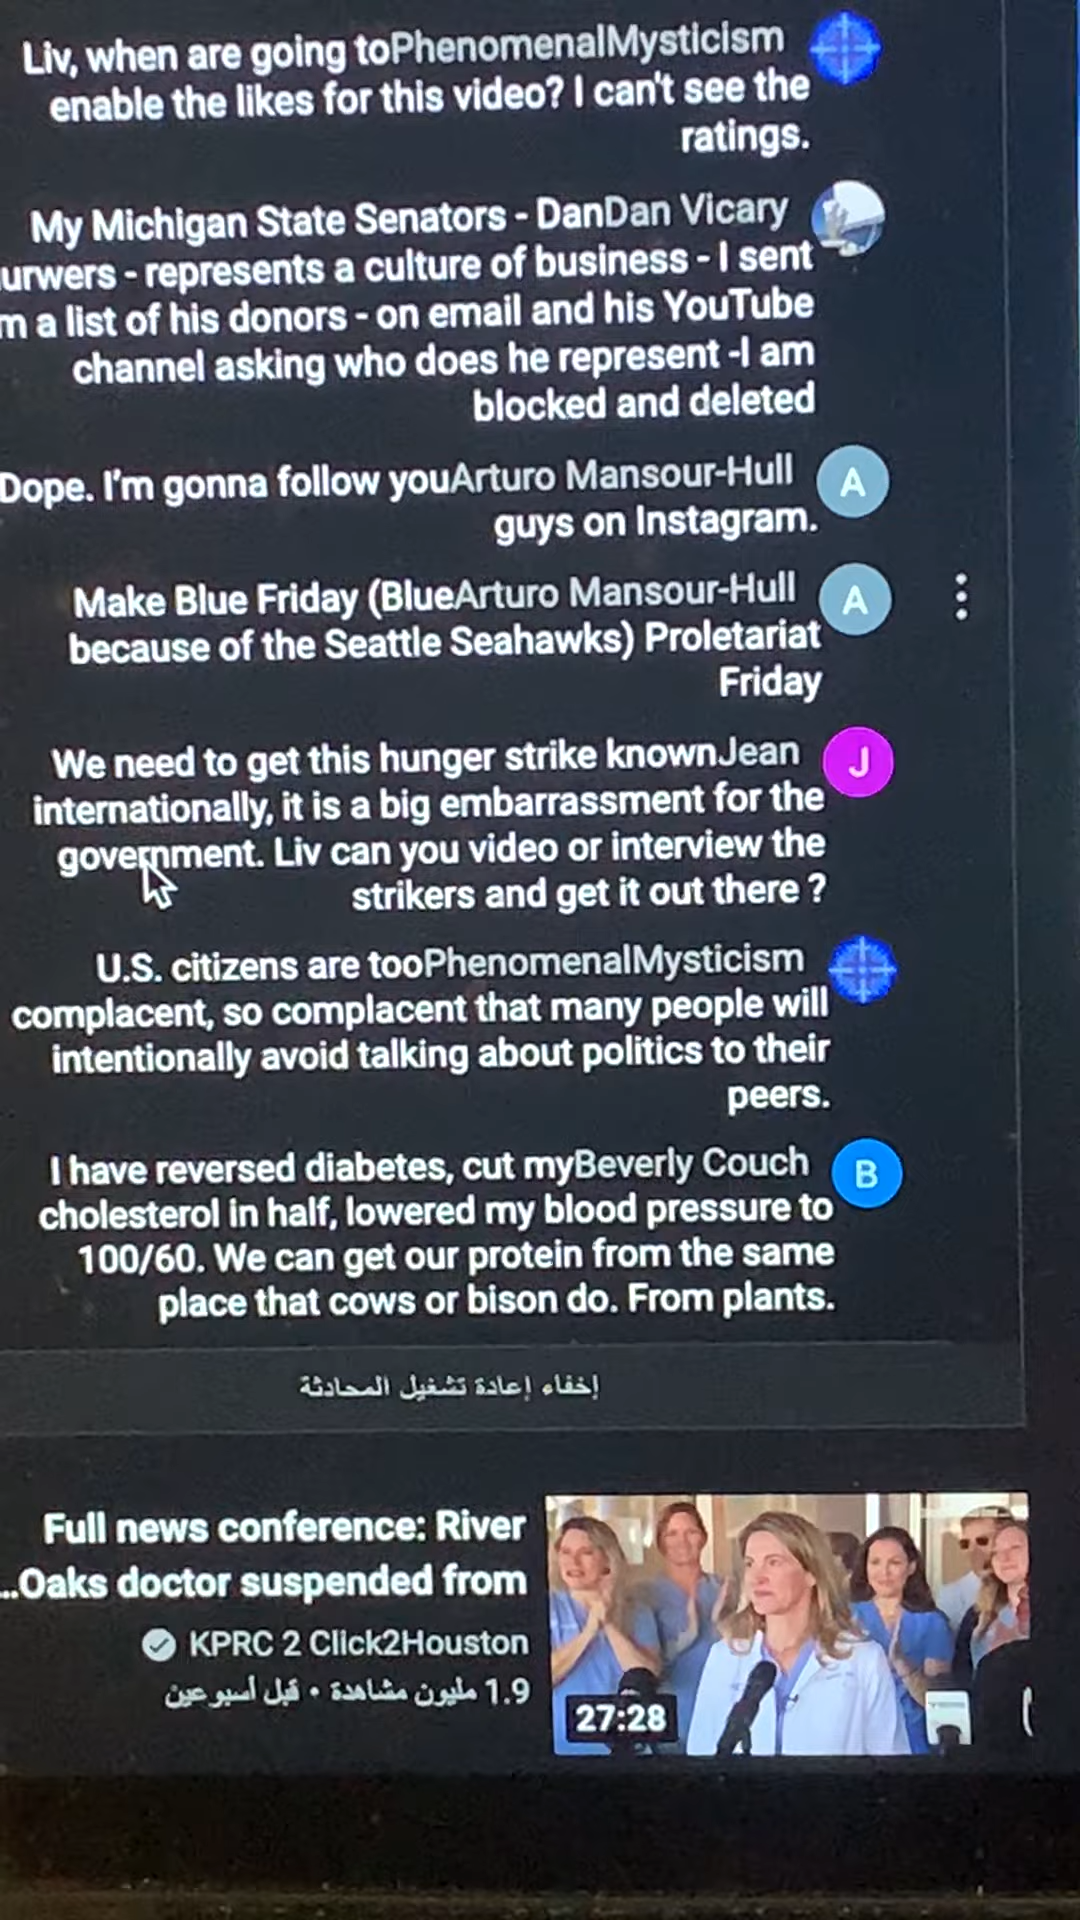 Liv, when are going toPhenomenalMysticism
enable the likes for this video? I can't see the
ratings.
My Michigan State Senators - DanDan Vicary
urwers - represents a culture of business - I sent
m a list of his donors - on email and his YouTube
channel asking who does he represent -I am
blocked and deleted
Dope. I'm gonna follow youArturo Mansour-Hull
guys on Instagram.
A
Make Blue Friday (BlueArturo Mansour-Hull
because of the Seattle Seahawks) Proletariat
Friday
A
We need to get this hunger strike knownJean
internationally, it is a big embarrassment for the
government. Liv can you video or interview the
strikers and get it out there ?
J
U.S. citizens are tooPhenomenalMysticism
complacent, so complacent that many people will
intentionally avoid talking about politics to their
peers.
I have reversed diabetes, cut myBeverly Couch
cholesterol in half, lowered my blood pressure to
100/60. We can get our protein from the same
place that cows or bison do. From plants.
B
إخفاء إعادة تشغيل المحادثة
Full news conference: River
...Oaks doctor suspended from
KPRC 2 Click2Houston
1.9 مليون مشاهدة • قبل أسبوعين
27:28